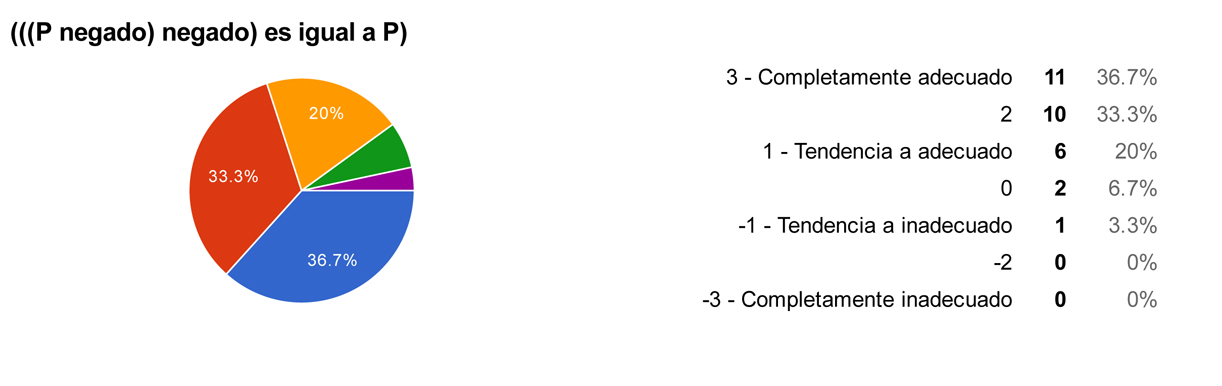 (((P negado) negado) es igual a P)
20%
33.3%
36.7%
3 - Completamente adecuado 11 36.7%
2 10 33.3%
1 - Tendencia a adecuado 6 20%
0 2 6.7%
-1 - Tendencia a inadecuado 1 3.3%
-2 0 0%
-3 - Completamente inadecuado 0 0%